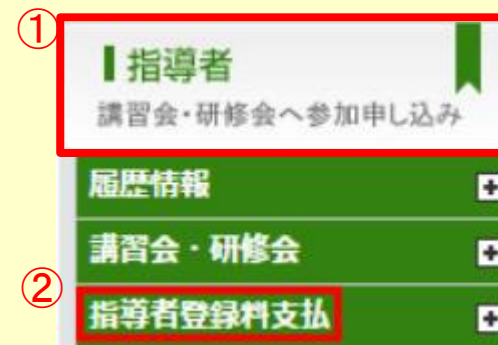 ①
指導者
講習会・研修会へ参加申し込み
履歴情報
講習会・研修会
②
指導者登録料支払